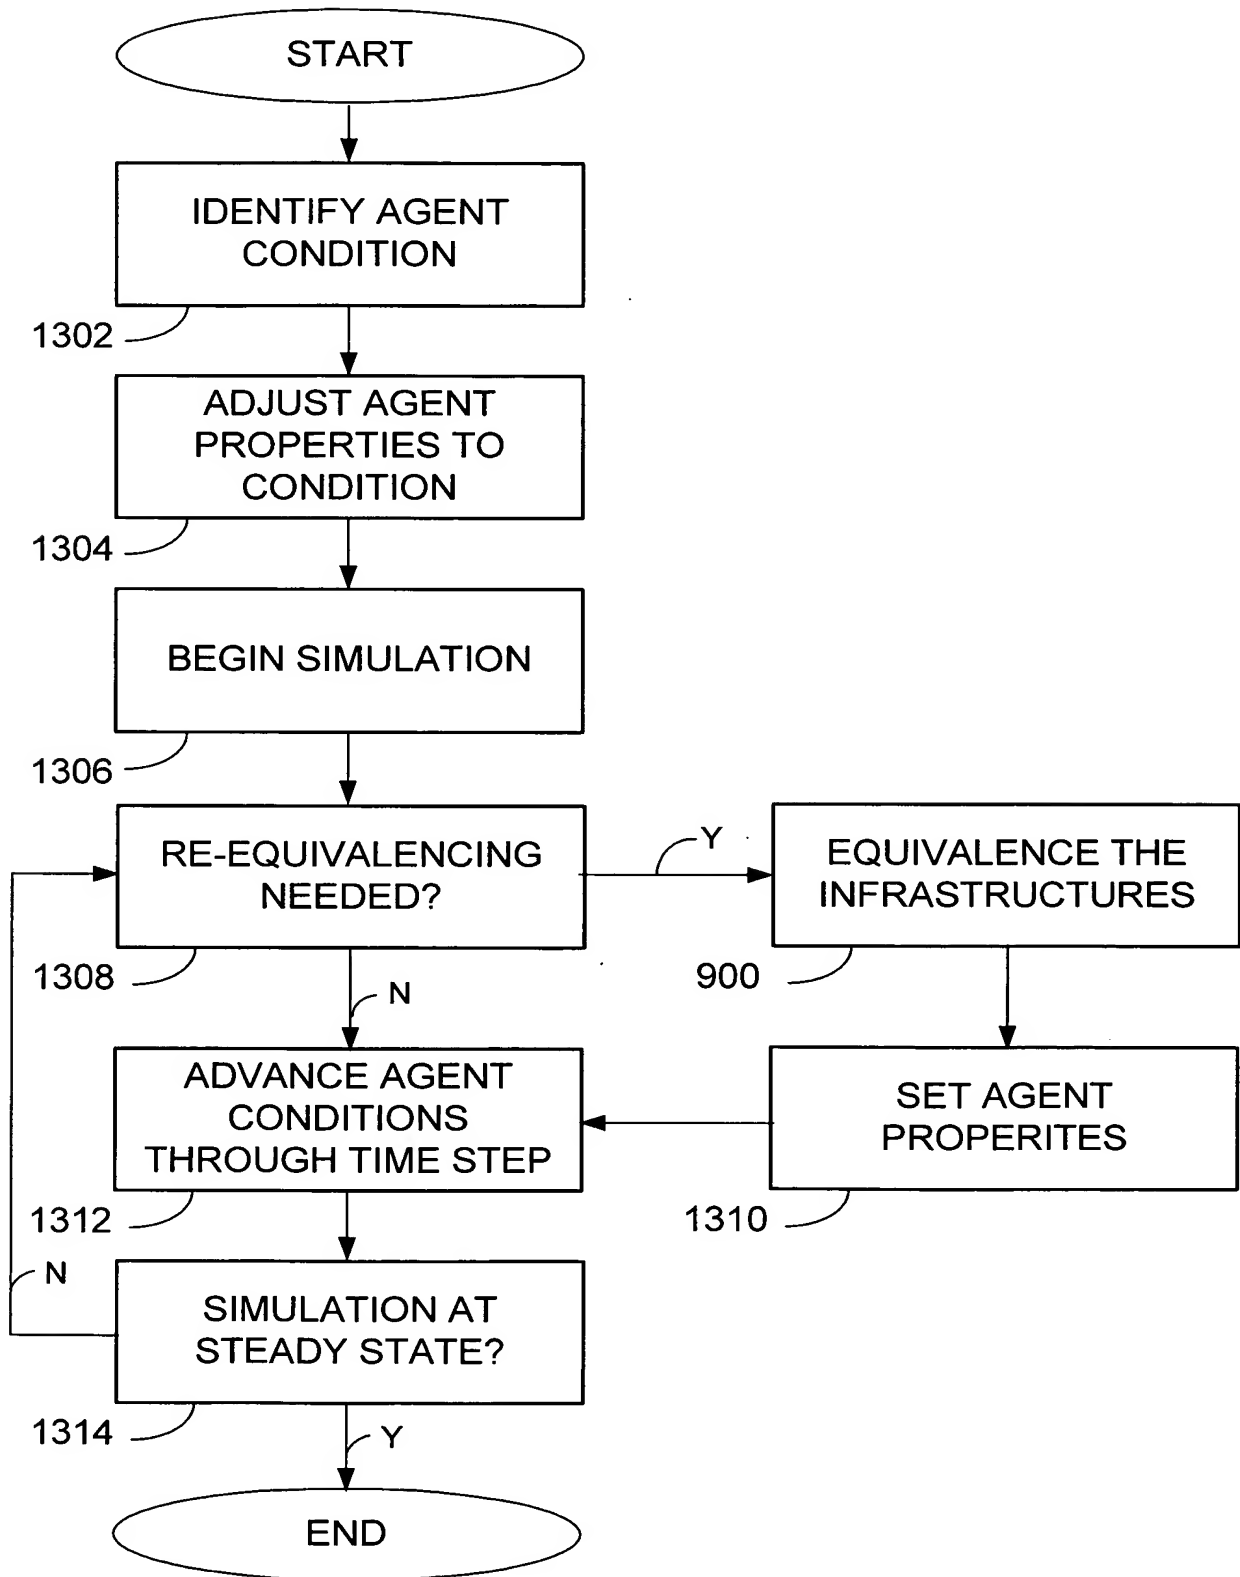 START
IDENTIFY AGENT
CONDITION
1302
ADJUST AGENT
PROPERTIES TO
CONDITION
1304
BEGIN SIMULATION
1306
RE-EQUIVALENCING
NEEDED?
1308
Y
EQUIVALENCE THE
INFRASTRUCTURES
900
N
ADVANCE AGENT
CONDITIONS
THROUGH TIME STEP
1312
SET AGENT
PROPERITES
1310
N
SIMULATION AT
STEADY STATE?
1314
Y
END